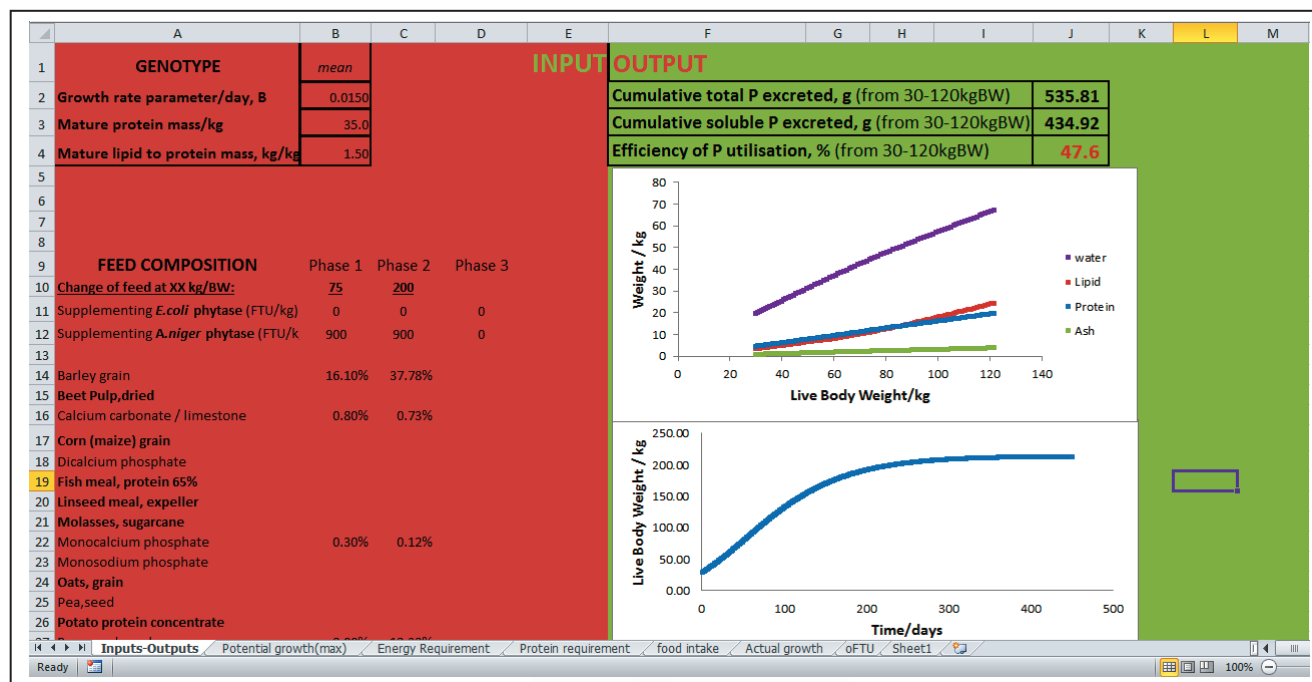 A B C D E F G H I J K L M
1 GENOTYPE mean INPUT OUTPUT
2 Growth rate parameter/day, B 0.0150 Cumulative total P excreted, g (from 30-120kgBW) 535.81
3 Mature protein mass/kg 35.0 Cumulative soluble P excreted, g (from 30-120kgBW) 434.92
4 Mature lipid to protein mass, kg/kg 1.50 Efficiency of P utilisation, % (from 30-120kgBW) 47.6
5
6
7
8
9 FEED COMPOSITION Phase 1 Phase 2 Phase 3
10 Change of feed at XX kg/BW: 75 200
11 Supplementing E.coli phytase (FTU/kg) 0 0 0
12 Supplementing A.niger phytase (FTU/k 900 900 0
13
14 Barley grain 16.10% 37.78%
15 Beet Pulp,dried
16 Calcium carbonate / limestone 0.80% 0.73%
17 Corn (maize) grain
18 Dicalcium phosphate
19 Fish meal, protein 65%
20 Linseed meal, expeller
21 Molasses, sugarcane
22 Monocalcium phosphate 0.30% 0.12%
23 Monosodium phosphate
24 Oats, grain
25 Pea,seed
26 Potato protein concentrate
Weight / kg
80
70
60
50
40
30
20
10
0
0 20 40 60 80 100 120 140
Live Body Weight/kg
water
Lipid
Protein
Ash
Live Body Weight / kg
250.00
200.00
150.00
100.00
50.00
0.00
0 100 200 300 400 500
Time/days
Inputs-Outputs Potential growth(max) Energy Requirement Protein requirement food intake Actual growth oFTU Sheet1
Ready 100%